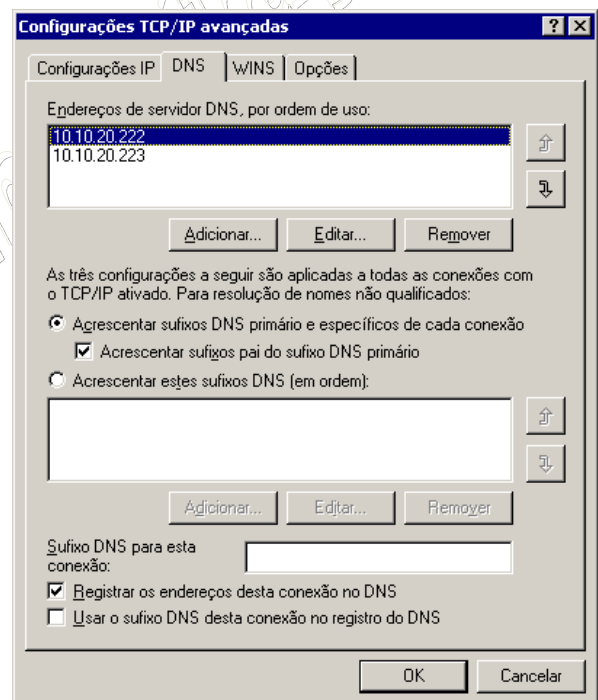 Configurações TCP/IP avançadas
Configurações IP DNS WINS Opções
Endereços de servidor DNS, por ordem de uso:
10.10.20.222
10.10.20.223
Adicionar... Editar... Remover
As três configurações a seguir são aplicadas a todas as conexões com
o TCP/IP ativado. Para resolução de nomes não qualificados:
Acrescentar sufixos DNS primário e específicos de cada conexão
Acrescentar sufixos pai do sufixo DNS primário
Acrescentar estes sufixos DNS (em ordem):
Adicionar... Editar... Remover
Sufixo DNS para esta
conexão:
Registrar os endereços desta conexão no DNS
Usar o sufixo DNS desta conexão no registro do DNS
OK Cancelar